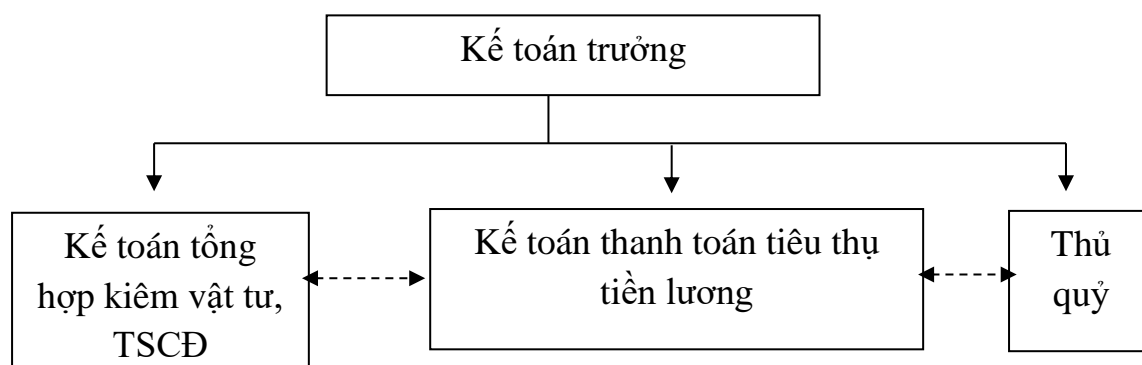 Kế toán trưởng
Kế toán tổng
hợp kiêm vật tư,
TSCĐ
Kế toán thanh toán tiêu thụ
tiền lương
Thủ
quỷ